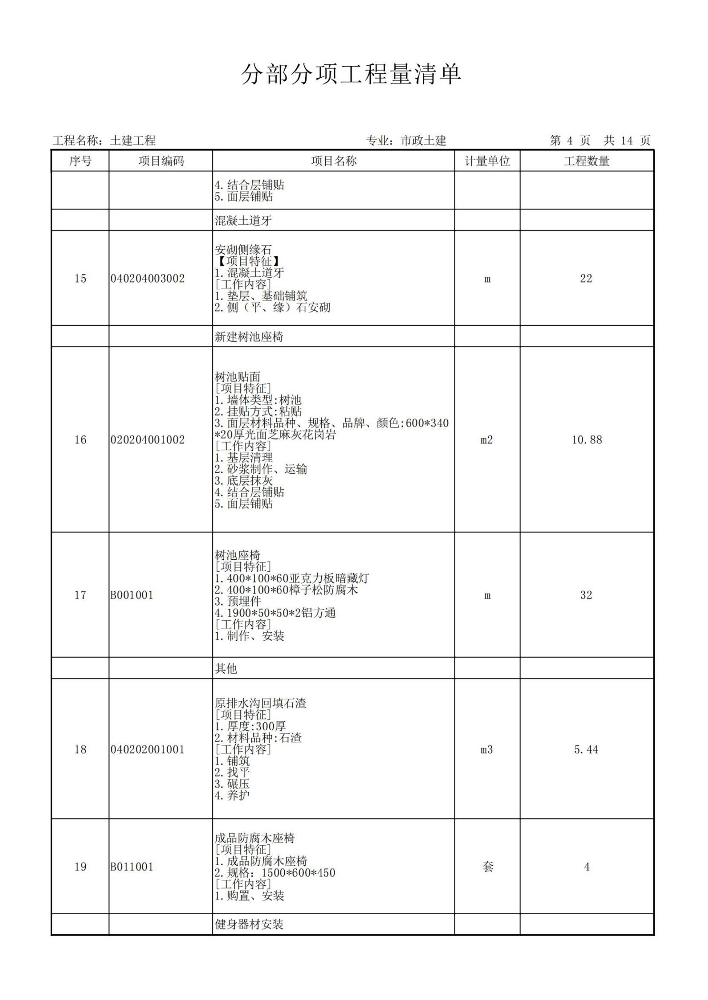 分部分项工程量清单
工程名称：土建工程 专业：市政土建 第 4 页 共 14 页
序号 项目编码 项目名称 计量单位 工程数量
4.结合层铺贴
5.面层铺贴
混凝土道牙
安砌侧缘石
【项目特征】
1.混凝土道牙
15 040204003002 m 22
[工作内容]
1.垫层、基础铺筑
2.侧（平、缘）石安砌
新建树池座椅
树池贴面
[项目特征]
1.墙体类型:树池
2.挂贴方式:粘贴
3.面层材料品种、规格、品牌、颜色:600*340
*20厚光面芝麻灰花岗岩
16 020204001002 m2 10.88
[工作内容]
1.基层清理
2.砂浆制作、运输
3.底层抹灰
4.结合层铺贴
5.面层铺贴
树池座椅
[项目特征]
1.400*100*60亚克力板暗藏灯
2.400*100*60樟子松防腐木
17 B001001 m 32
3.预埋件
4.1900*50*50*2铝方通
[工作内容]
1.制作、安装
其他
原排水沟回填石渣
[项目特征]
1.厚度:300厚
2.材料品种:石渣
18 040202001001 m3 5.44
[工作内容]
1.铺筑
2.找平
3.碾压
4.养护
成品防腐木座椅
[项目特征]
1.成品防腐木座椅
19 B011001 套 4
2.规格：1500*600*450
[工作内容]
1.购置、安装
健身器材安装